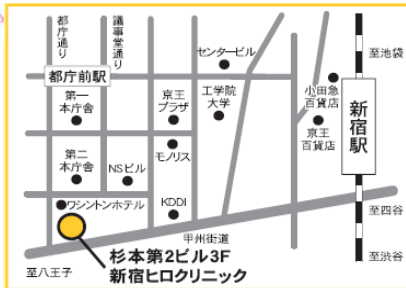 都庁通り
議事堂通り
センタービル
至池袋
都庁前駅
小田急
百貨店
第一
本庁舎
京王
プラザ
工学院
大学
新宿駅
京王
百貨店
モノリス
第二
本庁舎
NSビル
ワシントンホテル
KDDI
至四谷
甲州街道
杉本第2ビル3F
新宿ヒロクリニック
至八王子
至渋谷